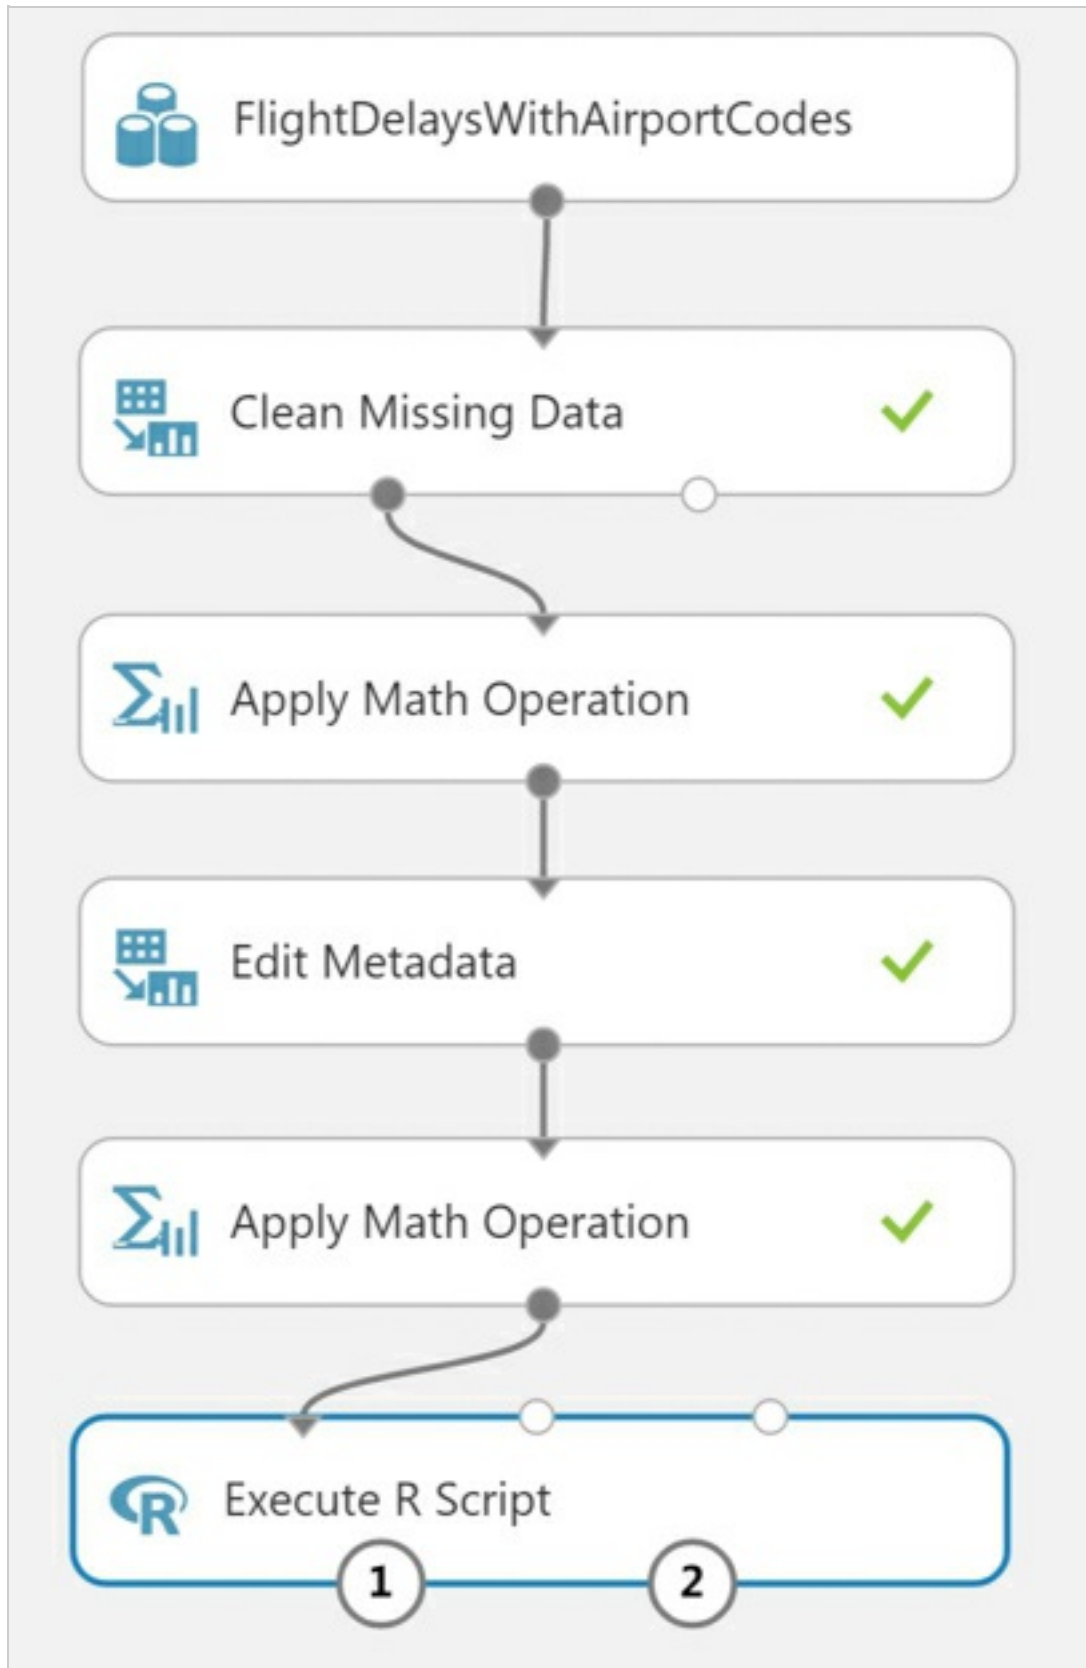 FlightDelaysWithAirportCodes
Clean Missing Data
Apply Math Operation
Edit Metadata
Apply Math Operation
R Execute R Script
1 2